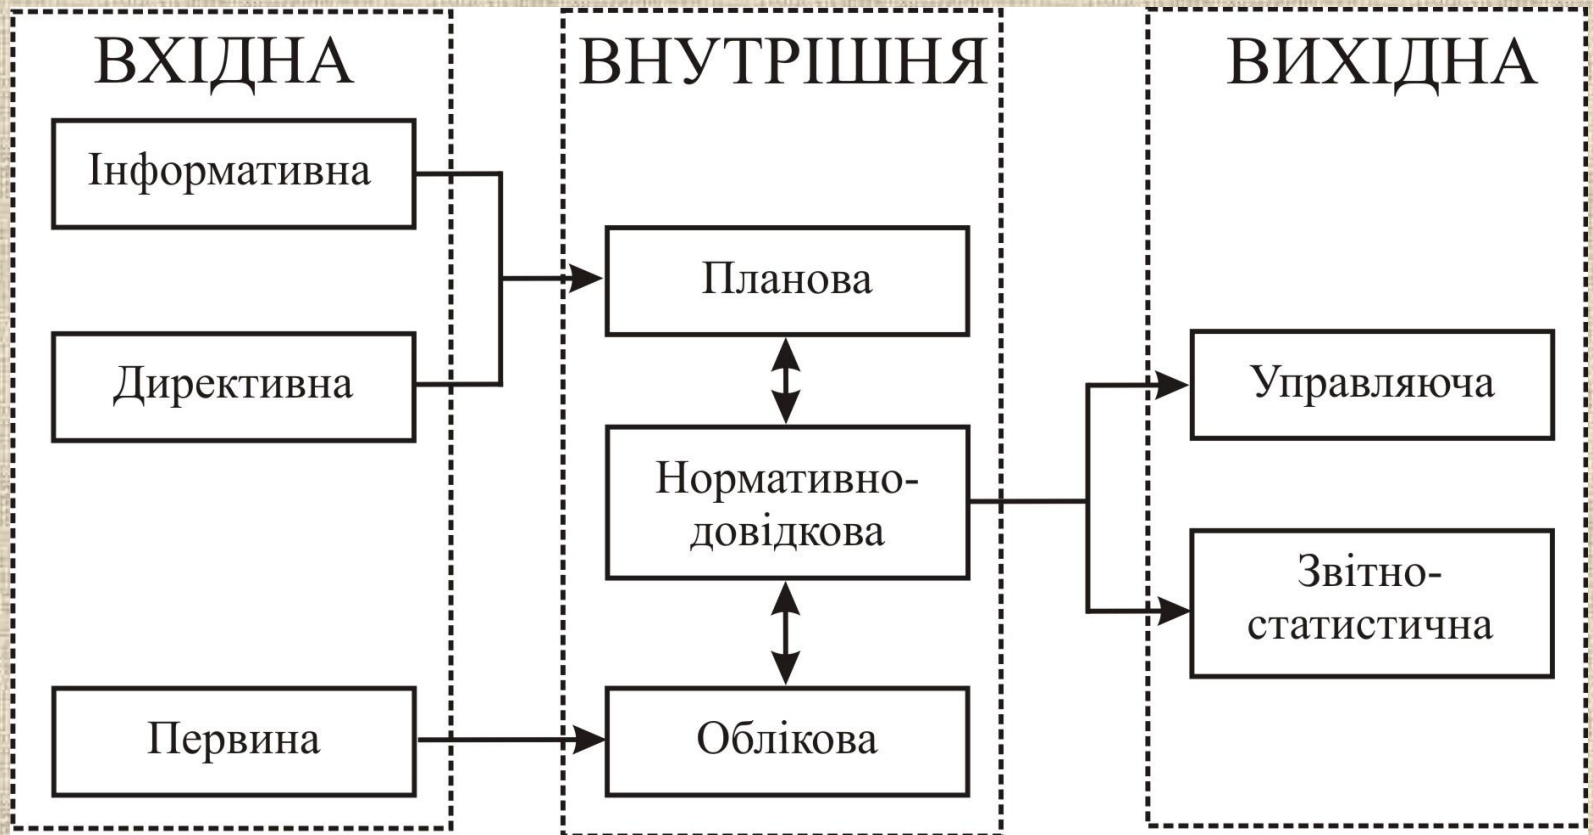 ВХІДНА
Інформативна
Директивна
Первина
ВНУТРІШНЯ
Планова
Нормативно-
довідкова
Облікова
ВИХІДНА
Управляюча
Звітно-
статистична